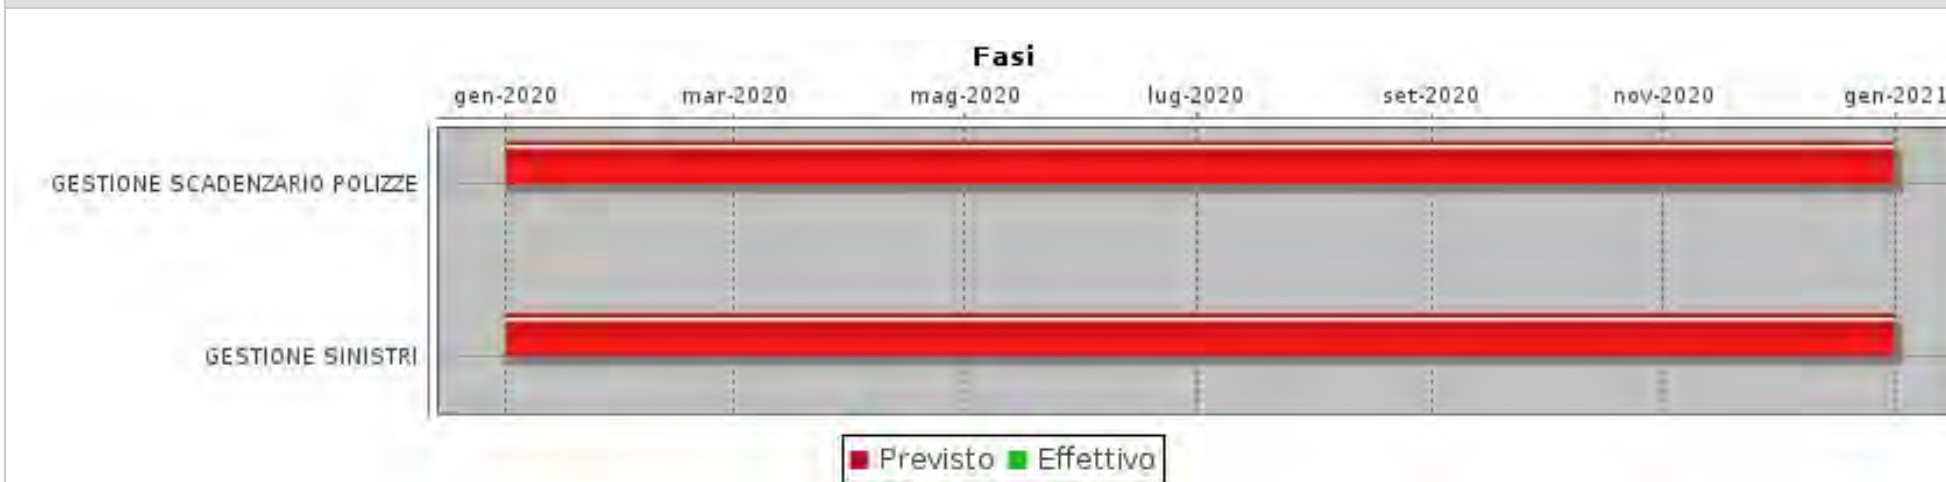 Fasi
gen-2020 mar-2020 mag-2020 lug-2020 set-2020 nov-2020 gen-2021
GESTIONE SCADENZARIO POLIZZE
GESTIONE SINISTRI
Previsto Effettivo